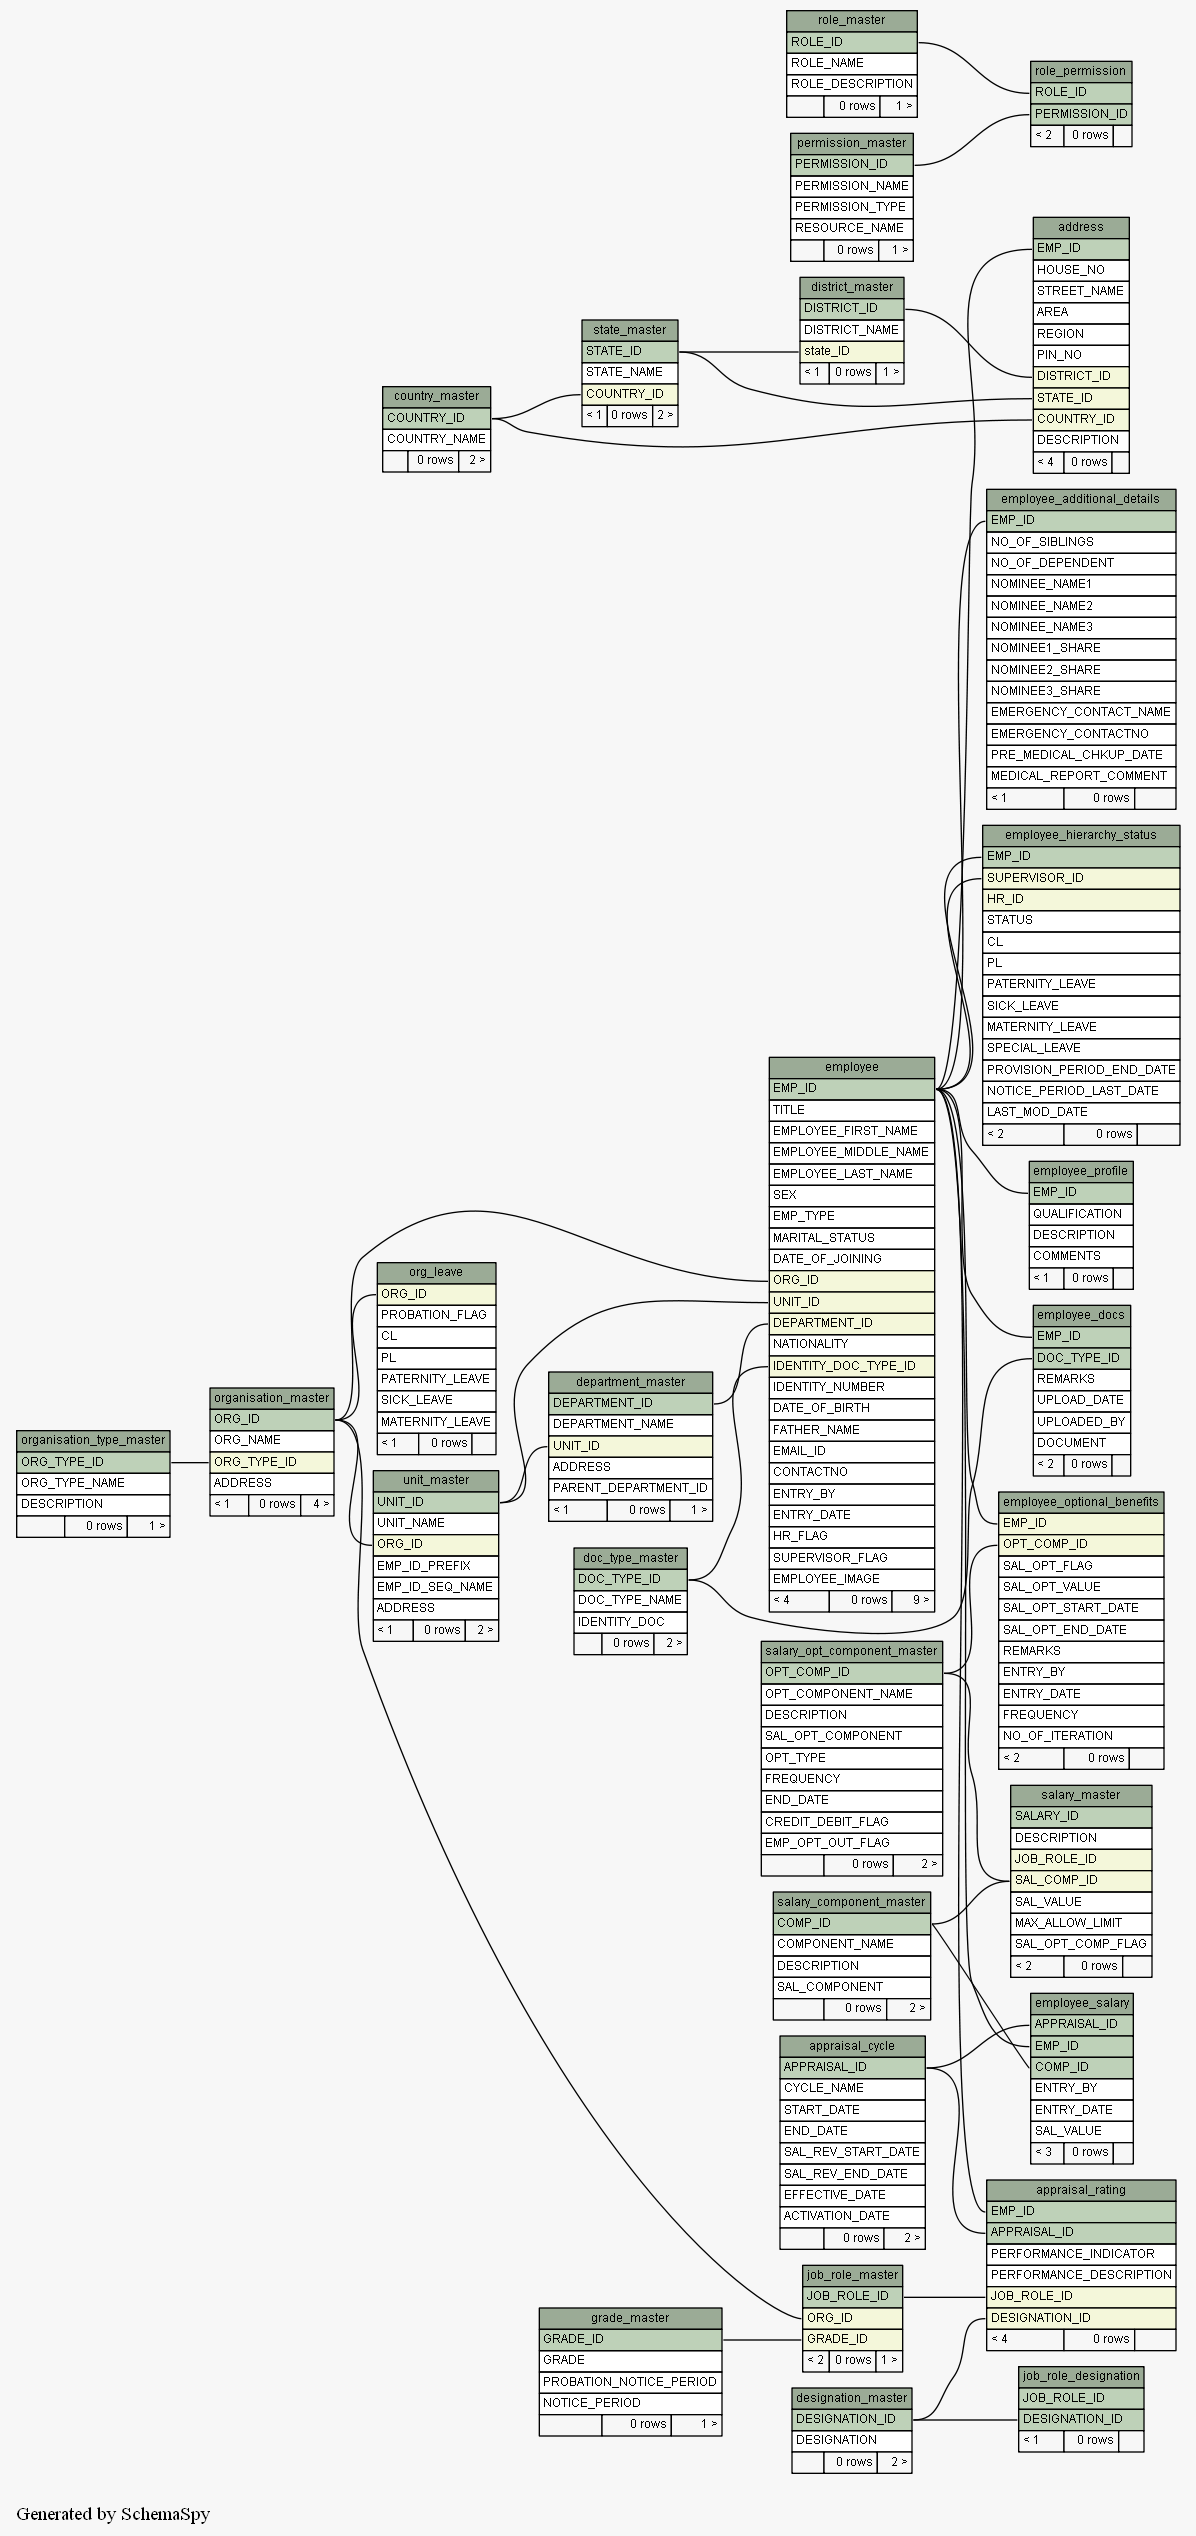 role_master
ROLE_ID
ROLE_NAME
ROLE_DESCRIPTION
0 rows 1 >
role_permission
ROLE_ID
PERMISSION_ID
< 2 0 rows
permission_master
PERMISSION_ID
PERMISSION_NAME
PERMISSION_TYPE
RESOURCE_NAME
0 rows 1 >
address
EMP_ID
HOUSE_NO
STREET_NAME
AREA
REGION
PIN_NO
DISTRICT_ID
STATE_ID
COUNTRY_ID
DESCRIPTION
< 4 0 rows
district_master
DISTRICT_ID
DISTRICT_NAME
state_ID
< 1 0 rows 1 >
state_master
STATE_ID
STATE_NAME
COUNTRY_ID
< 1 0 rows 2 >
country_master
COUNTRY_ID
COUNTRY_NAME
0 rows 2 >
employee_additional_details
EMP_ID
NO_OF_SIBLINGS
NO_OF_DEPENDENT
NOMINEE_NAME1
NOMINEE_NAME2
NOMINEE_NAME3
NOMINEE1_SHARE
NOMINEE2_SHARE
NOMINEE3_SHARE
EMERGENCY_CONTACT_NAME
EMERGENCY_CONTACTNO
PRE_MEDICAL_CHKUP_DATE
MEDICAL_REPORT_COMMENT
< 1 0 rows
employee_hierarchy_status
EMP_ID
SUPERVISOR_ID
HR_ID
STATUS
CL
PL
PATERNITY_LEAVE
SICK_LEAVE
MATERNITY_LEAVE
SPECIAL_LEAVE
PROVISION_PERIOD_END_DATE
NOTICE_PERIOD_LAST_DATE
LAST_MOD_DATE
< 2 0 rows
employee
EMP_ID
TITLE
EMPLOYEE_FIRST_NAME
EMPLOYEE_MIDDLE_NAME
EMPLOYEE_LAST_NAME
SEX
EMP_TYPE
MARITAL_STATUS
DATE_OF_JOINING
ORG_ID
UNIT_ID
DEPARTMENT_ID
NATIONALITY
IDENTITY_DOC_TYPE_ID
IDENTITY_NUMBER
DATE_OF_BIRTH
FATHER_NAME
EMAIL_ID
CONTACTNO
ENTRY_BY
ENTRY_DATE
HR_FLAG
SUPERVISOR_FLAG
EMPLOYEE_IMAGE
< 4 0 rows 9 >
employee_profile
EMP_ID
QUALIFICATION
DESCRIPTION
COMMENTS
< 1 0 rows
org_leave
ORG_ID
PROBATION_FLAG
CL
PL
PATERNITY_LEAVE
SICK_LEAVE
MATERNITY_LEAVE
< 1 0 rows
employee_docs
EMP_ID
DOC_TYPE_ID
REMARKS
UPLOAD_DATE
UPLOADED_BY
DOCUMENT
< 2 0 rows
department_master
DEPARTMENT_ID
DEPARTMENT_NAME
UNIT_ID
ADDRESS
PARENT_DEPARTMENT_ID
< 1 0 rows 1 >
organisation_master
ORG_ID
ORG_NAME
ORG_TYPE_ID
ADDRESS
< 1 0 rows 4 >
organisation_type_master
ORG_TYPE_ID
ORG_TYPE_NAME
DESCRIPTION
0 rows 1 >
unit_master
UNIT_ID
UNIT_NAME
ORG_ID
EMP_ID_PREFIX
EMP_ID_SEQ_NAME
ADDRESS
< 1 0 rows 2 >
doc_type_master
DOC_TYPE_ID
DOC_TYPE_NAME
IDENTITY_DOC
0 rows 2 >
employee_optional_benefits
EMP_ID
OPT_COMP_ID
SAL_OPT_FLAG
SAL_OPT_VALUE
SAL_OPT_START_DATE
SAL_OPT_END_DATE
REMARKS
ENTRY_BY
ENTRY_DATE
FREQUENCY
NO_OF_ITERATION
< 2 0 rows
salary_opt_component_master
OPT_COMP_ID
OPT_COMPONENT_NAME
DESCRIPTION
SAL_OPT_COMPONENT
OPT_TYPE
FREQUENCY
END_DATE
CREDIT_DEBIT_FLAG
EMP_OPT_OUT_FLAG
0 rows 2 >
salary_master
SALARY_ID
DESCRIPTION
JOB_ROLE_ID
SAL_COMP_ID
SAL_VALUE
MAX_ALLOW_LIMIT
SAL_OPT_COMP_FLAG
< 2 0 rows
salary_component_master
COMP_ID
COMPONENT_NAME
DESCRIPTION
SAL_COMPONENT
0 rows 2 >
employee_salary
APPRAISAL_ID
EMP_ID
COMP_ID
ENTRY_BY
ENTRY_DATE
SAL_VALUE
< 3 0 rows
appraisal_cycle
APPRAISAL_ID
CYCLE_NAME
START_DATE
END_DATE
SAL_REV_START_DATE
SAL_REV_END_DATE
EFFECTIVE_DATE
ACTIVATION_DATE
0 rows 2 >
appraisal_rating
EMP_ID
APPRAISAL_ID
PERFORMANCE_INDICATOR
PERFORMANCE_DESCRIPTION
JOB_ROLE_ID
DESIGNATION_ID
< 4 0 rows
job_role_master
JOB_ROLE_ID
ORG_ID
GRADE_ID
< 2 0 rows 1 >
grade_master
GRADE_ID
GRADE
PROBATION_NOTICE_PERIOD
NOTICE_PERIOD
0 rows 1 >
job_role_designation
JOB_ROLE_ID
DESIGNATION_ID
< 1 0 rows
designation_master
DESIGNATION_ID
DESIGNATION
0 rows 2 >
Generated by SchemaSpy